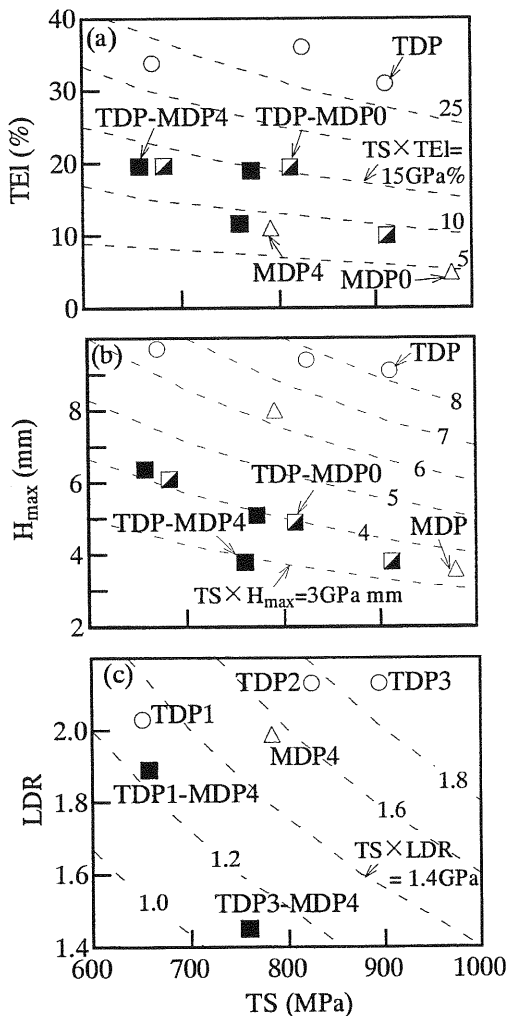 (a)
40
30
20
10
0
TEl (%)
TDP
TDP-MDP4
TDP-MDP0
25
TS×TEl=
15GPa%
10
5
MDP4
MDP0
(b)
8
6
4
2
H_max (mm)
TDP
8
7
6
5
4
TDP-MDP0
TDP-MDP4
MDP
TS×H_max=3GPa mm
(c)
2.0
1.8
1.6
1.4
LDR
TDP2
TDP3
TDP1
MDP4
TDP1-MDP4
1.8
1.6
TS×LDR
= 1.4GPa
1.2
1.0
TDP3-MDP4
600
700
800
900
1000
TS (MPa)